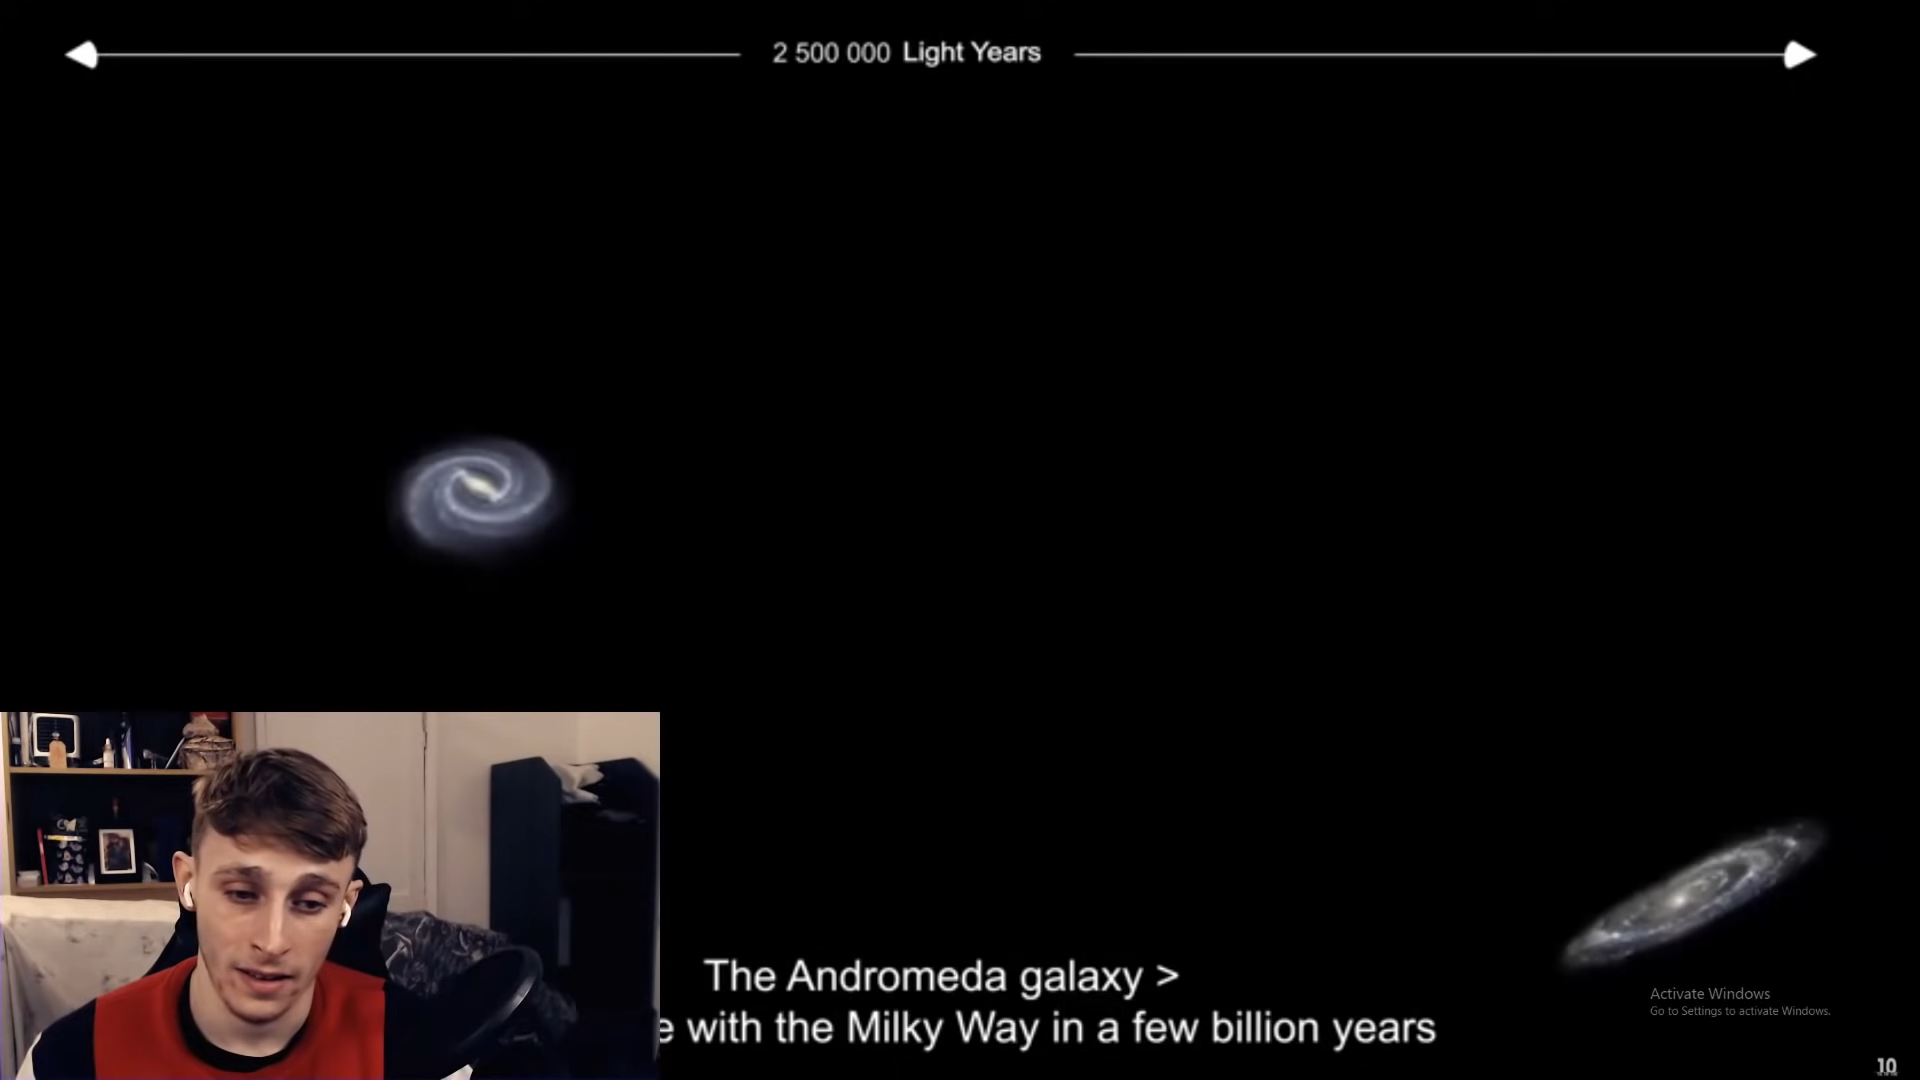 2 500 000 Light Years
The Andromeda galaxy >
e with the Milky Way in a few billion years
Activate Windows
Go to Settings to activate Windows.
10